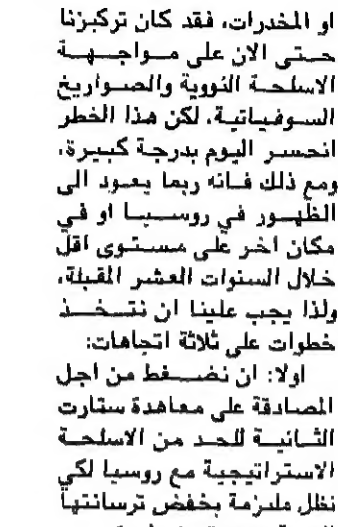 او المخدرات، فقد كان تركيزنا
حتى الان على مواجهة
الاسلحة النووية والصواريخ
السوفياتية، لكن هذا الخطر
انحسر اليوم بدرجة كبيرة،
ومع ذلك فانه ربما يعود الى
الظهور في روسيا او في
مكان اخر على مستوى اقل
خلال السنوات العشر المقبلة،
ولذا يجب علينا ان نتخذ
خطوات على ثلاثة اتجاهات:
اولا: ان نضغط من اجل
المصادقة على معاهدة ستارت
الثانية للحد من الاسلحة
الاستراتيجية مع روسيا لكي
نظل ملزمة بخفض ترسانتها